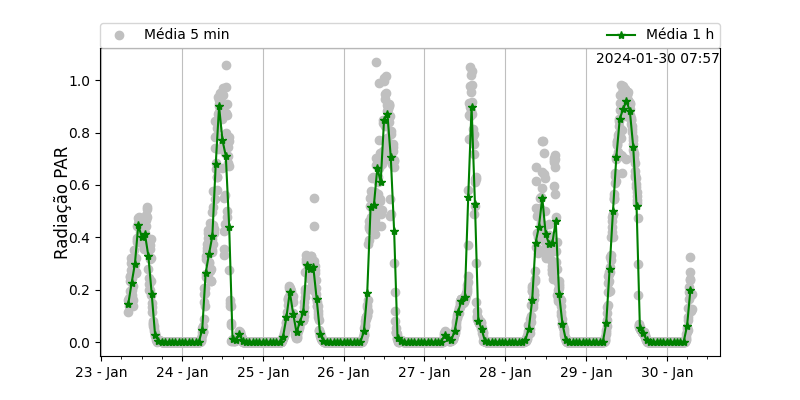 Média 5 min
Média 1 h
2024-01-30 07:57
Radiação PAR
1.0
0.8
0.6
0.4
0.2
0.0
23 - Jan
24 - Jan
25 - Jan
26 - Jan
27 - Jan
28 - Jan
29 - Jan
30 - Jan